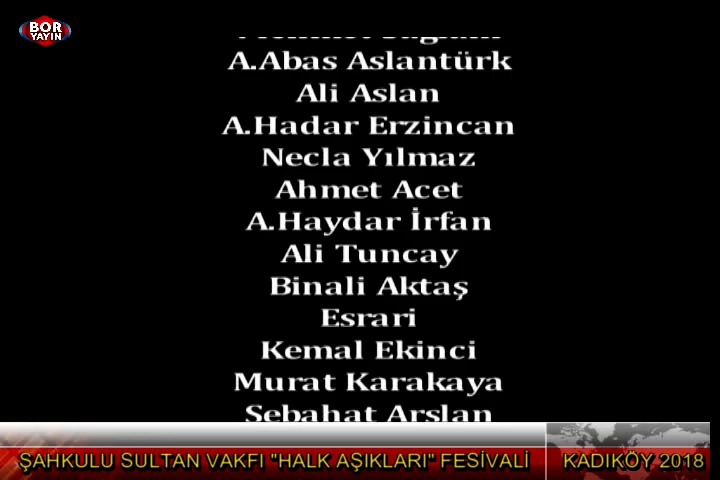 BOR
YAYIN
A.Abas Aslantürk
Ali Aslan
A.Hadar Erzincan
Necla Yılmaz
Ahmet Acet
A.Haydar İrfan
Ali Tuncay
Binali Aktaş
Esrari
Kemal Ekinci
Murat Karakaya
Sebahat Arslan
ŞAHKULU SULTAN VAKFI "HALK AŞIKLARI" FESİVALİ KADIKÖY 2018